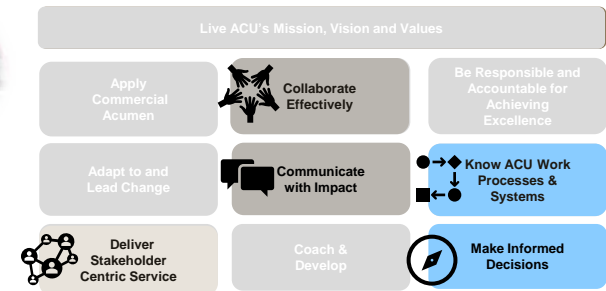 Live ACU's Mission, Vision and Values
Apply
Commercial
Acumen
Collaborate
Effectively
Be Responsible and
Accountable for
Achieving
Excellence
Adapt to and
Lead Change
Communicate
with Impact
Know ACU Work
Processes &
Systems
Deliver
Stakeholder
Centric Service
Coach &
Develop
Make Informed
Decisions